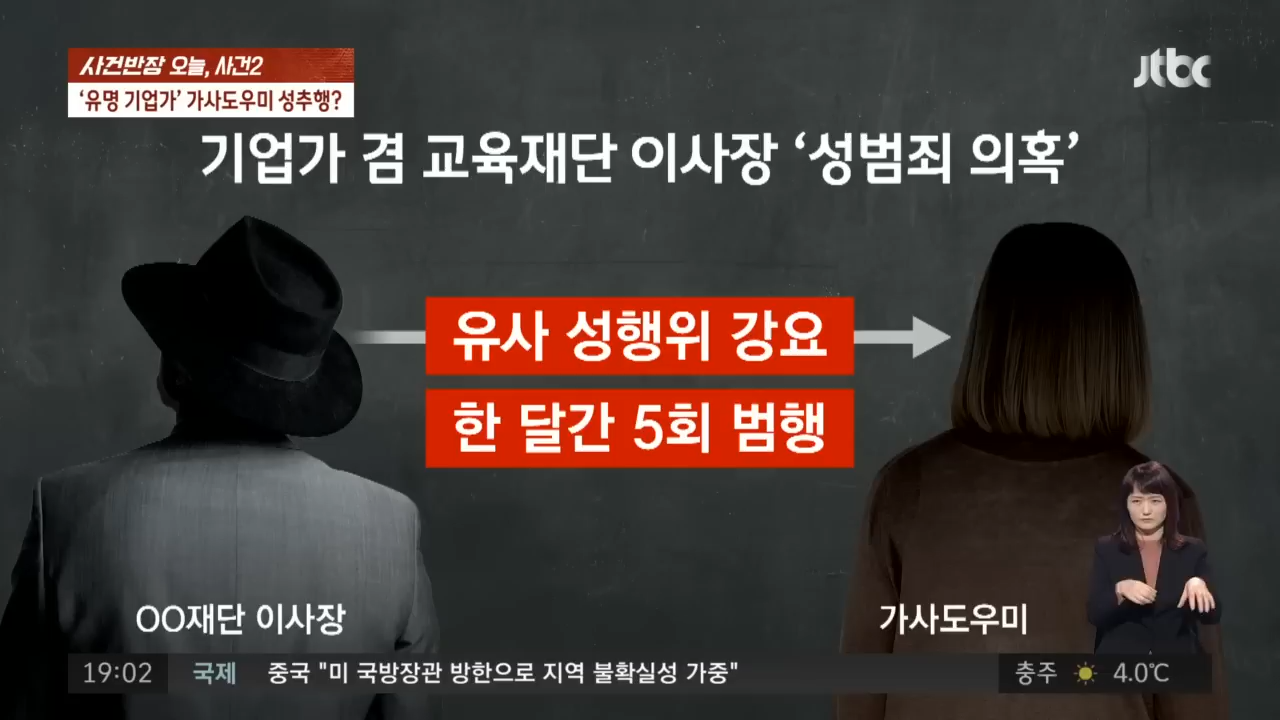 사건반장 오늘, 사건2
jtbc
‘유명 기업가’ 가사도우미 성추행?
기업가 겸 교육재단 이사장 ‘성범죄 의혹’
유사 성행위 강요
한 달간 5회 범행
OO재단 이사장
가사도우미
19:02 국제 중국 "미 국방장관 방한으로 지역 불확실성 가중" 충주 4.0℃